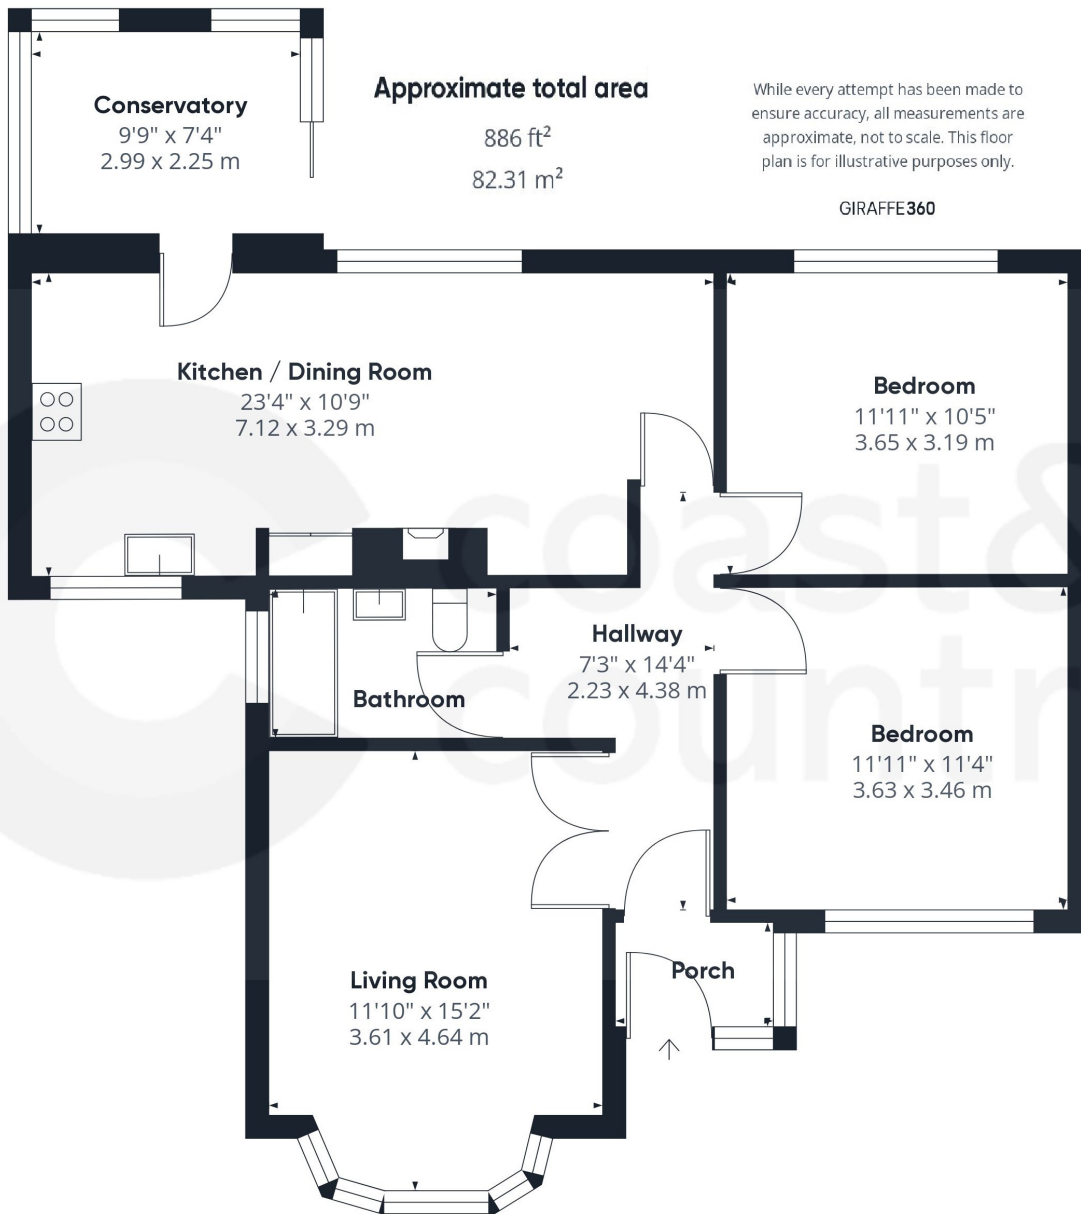 Conservatory
9'9" x 7'4"
2.99 x 2.25 m
Approximate total area
886 ft²
82.31 m²
While every attempt has been made to
ensure accuracy, all measurements are
approximate, not to scale. This floor
plan is for illustrative purposes only.
GIRAFFE360
Kitchen / Dining Room
23'4" x 10'9"
7.12 x 3.29 m
Bedroom
11'11" x 10'5"
3.65 x 3.19 m
coast &
countr
Hallway
7'3" x 14'4"
2.23 x 4.38 m
Bathroom
Bedroom
11'11" x 11'4"
3.63 x 3.46 m
Living Room
11'10" x 15'2"
3.61 x 4.64 m
Porch